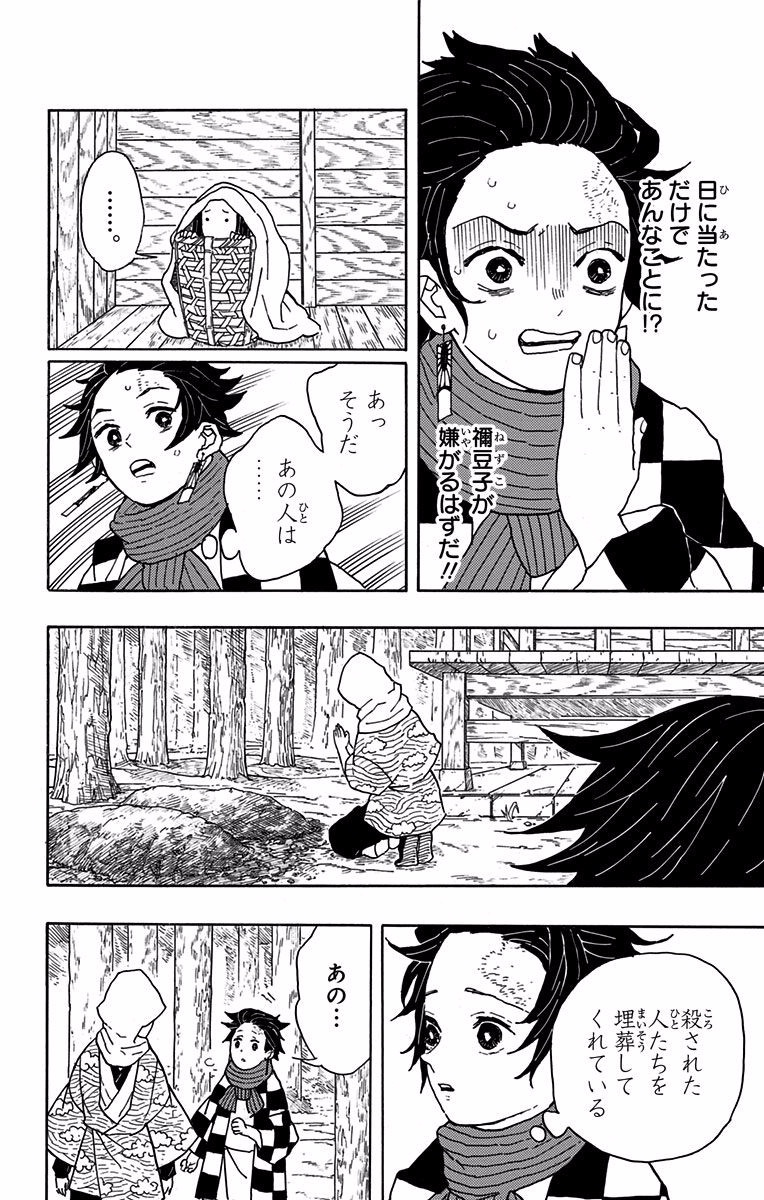 日に当たった
だけで
あんなことに!?
禰豆子が
嫌がるはずだ!!
……。
あっ
そうだ
あの人は
……
殺された
人たちを
埋葬して
くれている
あの…